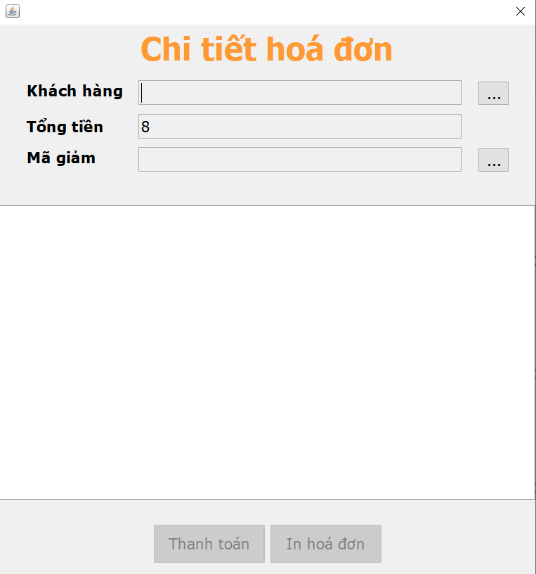 Chi tiết hoá đơn
Khách hàng ...
Tổng tiền 8
Mã giảm ...
Thanh toán In hoá đơn